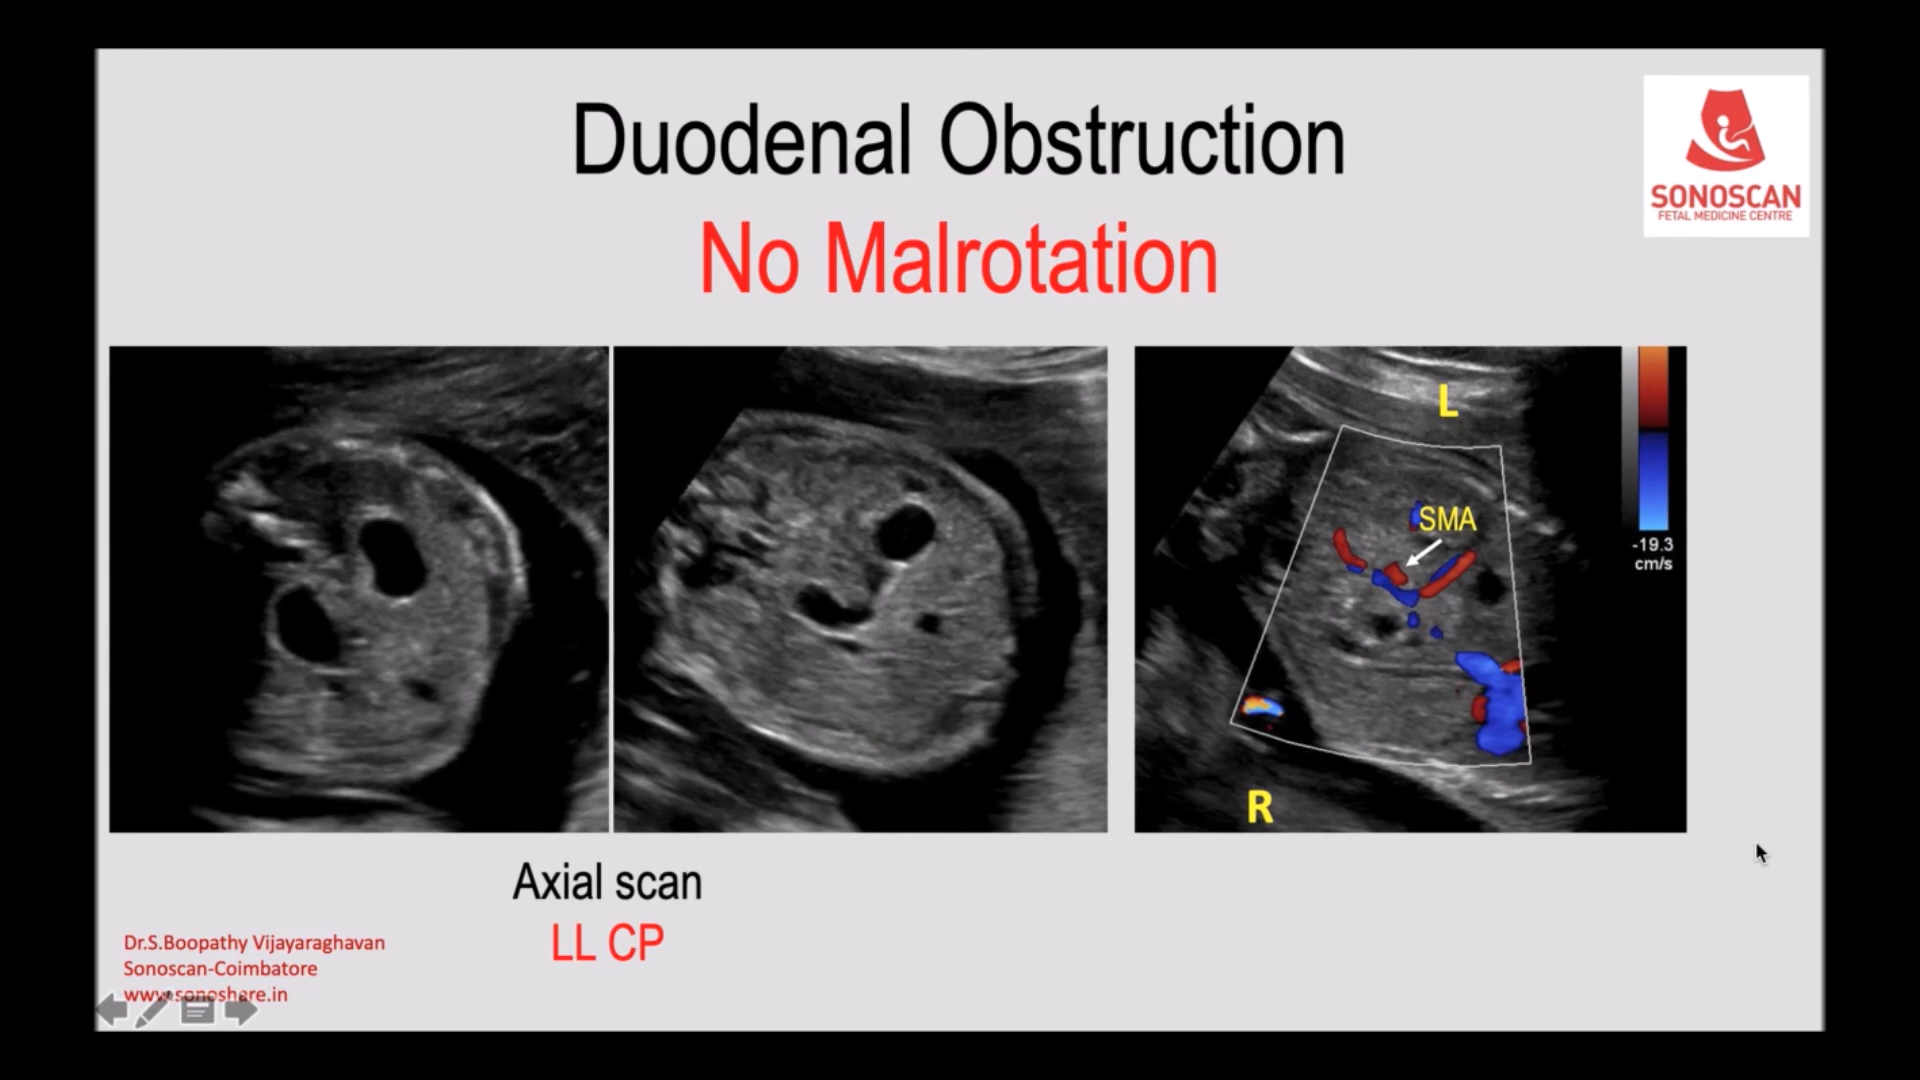 Duodenal Obstruction
No Malrotation
SONOSCAN
FETAL MEDICINE CENTRE
L
SMA
-19.3
cm/s
R
Axial scan
LL CP
Dr.S.Boopathy Vijayaraghavan
Sonoscan-Coimbatore
www.sonoshare.in